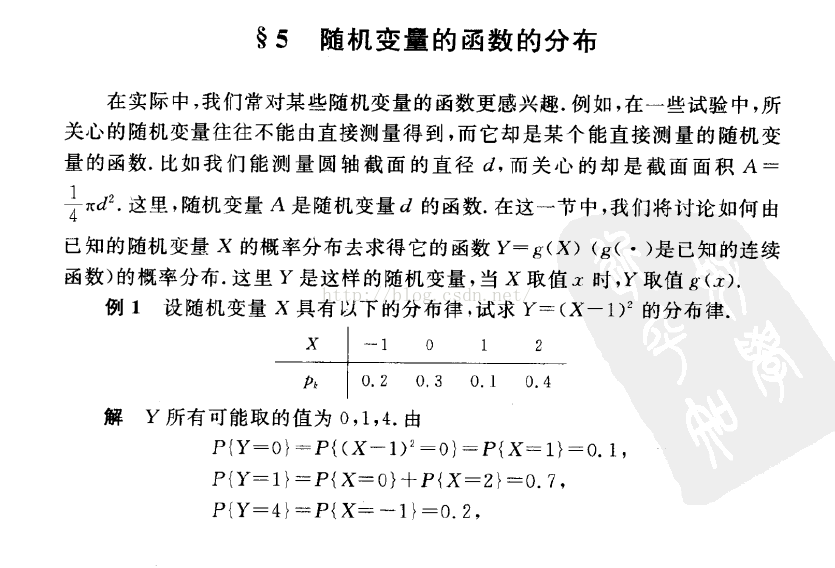 §5 随机变量的函数的分布
在实际中,我们常对某些随机变量的函数更感兴趣.例如,在一些试验中,所
关心的随机变量往往不能由直接测量得到,而它却是某个能直接测量的随机变
量的函数.比如我们能测量圆轴截面的直径 d,而关心的却是截面面积 A=
1/4 πd².这里,随机变量 A 是随机变量 d 的函数.在这一节中,我们将讨论如何由
已知的随机变量 X 的概率分布去求得它的函数 Y=g(X) (g(·)是已知的连续
函数)的概率分布.这里 Y 是这样的随机变量,当 X 取值 x 时,Y 取值 g(x).
http://blog.csdn.net/
例1 设随机变量 X 具有以下的分布律,试求 Y=(X-1)² 的分布律.
X -1 0 1 2
pₖ 0.2 0.3 0.1 0.4
解 Y 所有可能取的值为 0,1,4.由
P{Y=0}=P{(X-1)²=0}=P{X=1}=0.1,
P{Y=1}=P{X=0}+P{X=2}=0.7,
P{Y=4}=P{X=-1}=0.2,